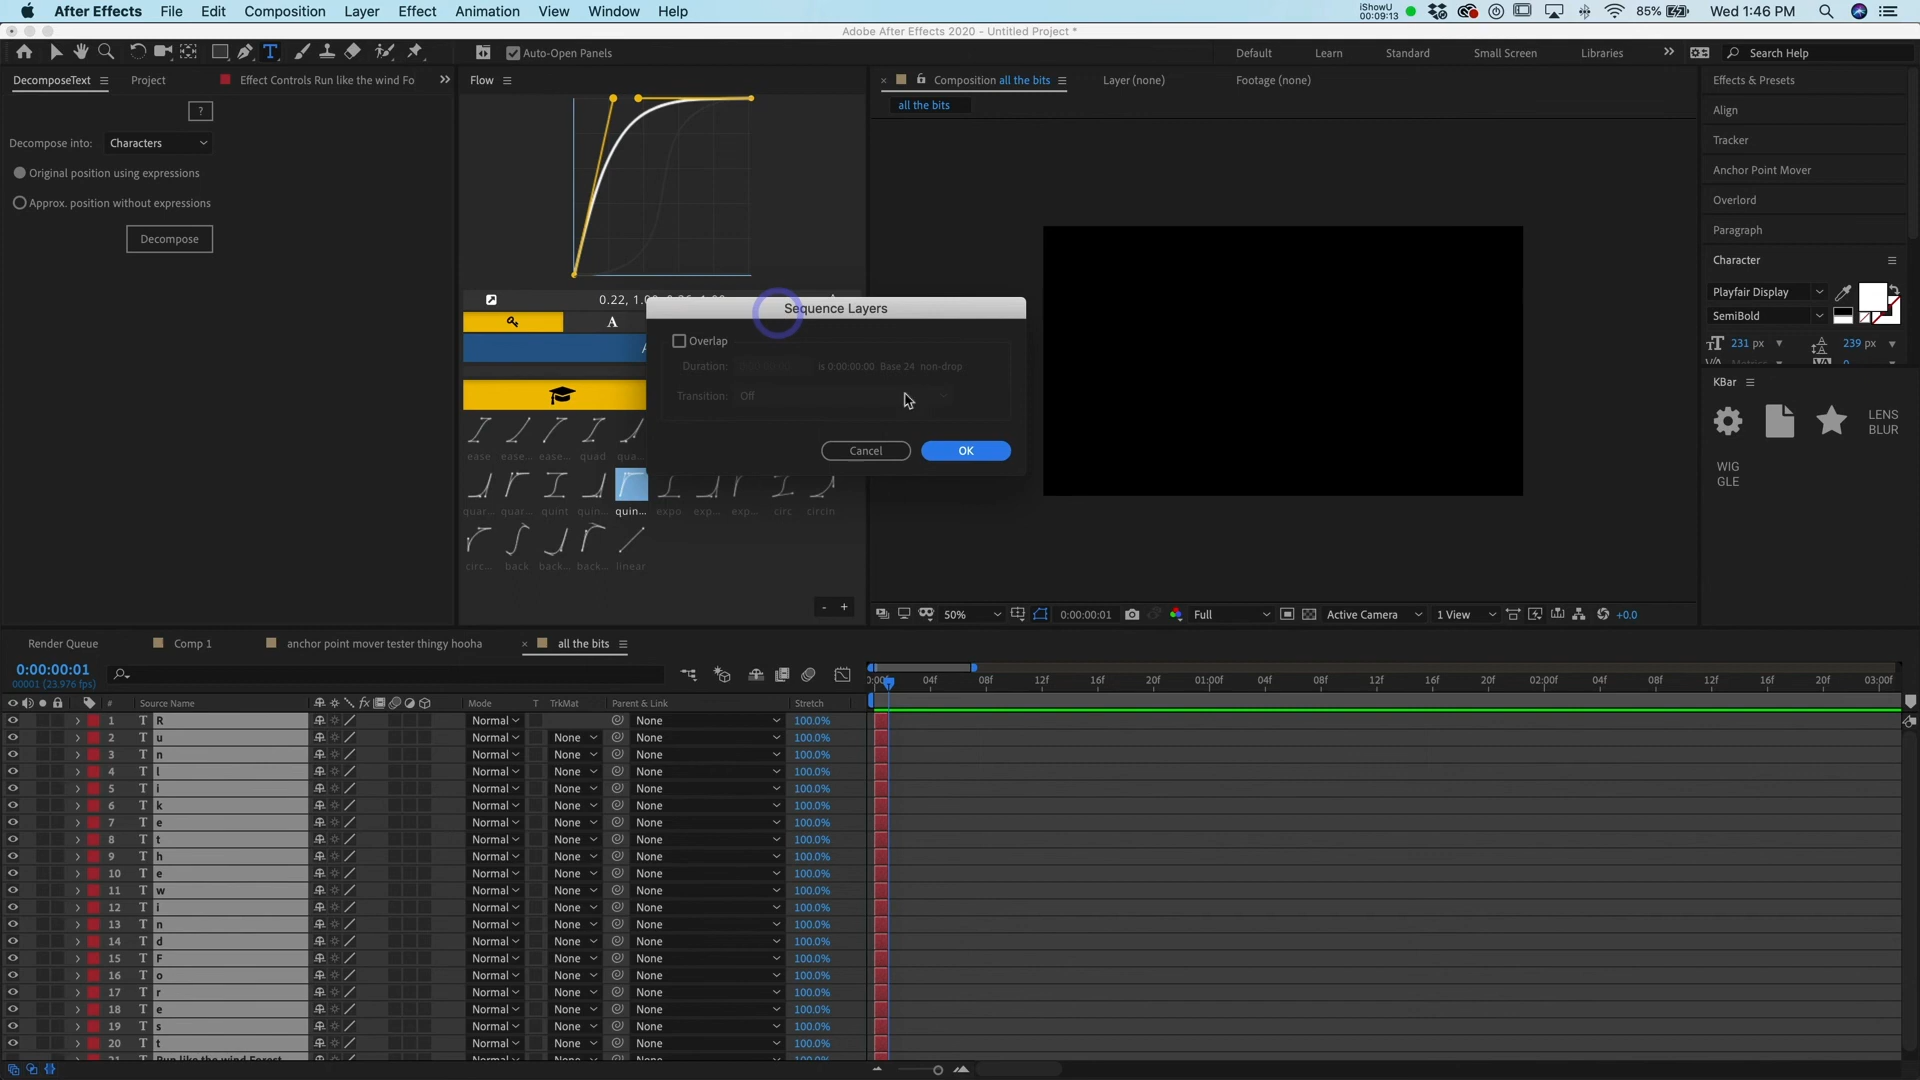 After Effects File Edit Composition Layer Effect Animation View Window Help iShowU 00:09:13 85% Wed 1:46 PM
Adobe After Effects 2020 - Untitled Project *
Auto-Open Panels Default Learn Standard Small Screen Libraries » Search Help
DecomposeText Project Effect Controls Run like the wind Fo » Flow Composition all the bits Layer (none) Footage (none) Effects & Presets
? all the bits Align
Decompose into: Characters Tracker
Original position using expressions Anchor Point Mover
Approx. position without expressions Overlord
Decompose Paragraph
Character
Playfair Display
SemiBold
231 px 239 px
KBar
LENS BLUR
WIGGLE
Sequence Layers
Overlap
Duration: is 0:00:00:00 Base 24 non-drop
Transition: Off
Cancel OK
ease ease... ease... quad qua...
quar... quar... quint quin... quin... expo exp... exp... circ circin
circ... back back... back... linear
- +
50% 0:00:00:01 Full Active Camera 1 View +0.0
Render Queue Comp 1 anchor point mover tester thingy hooha all the bits
0:00:00:01
00001 (23.976 fps)
04f 08f 12f 16f 20f 01:00f 04f 08f 12f 16f 20f 02:00f 04f 08f 12f 16f 20f 03:00f
# Source Name fx Mode T TrkMat Parent & Link Stretch
1 T R Normal None 100.0%
2 T u Normal None None 100.0%
3 T n Normal None None 100.0%
4 T l Normal None None 100.0%
5 T i Normal None None 100.0%
6 T k Normal None None 100.0%
7 T e Normal None None 100.0%
8 T t Normal None None 100.0%
9 T h Normal None None 100.0%
10 T e Normal None None 100.0%
11 T w Normal None None 100.0%
12 T i Normal None None 100.0%
13 T n Normal None None 100.0%
14 T d Normal None None 100.0%
15 T F Normal None None 100.0%
16 T o Normal None None 100.0%
17 T r Normal None None 100.0%
18 T e Normal None None 100.0%
19 T s Normal None None 100.0%
20 T t Normal None None 100.0%
21 Run like the wind Forest